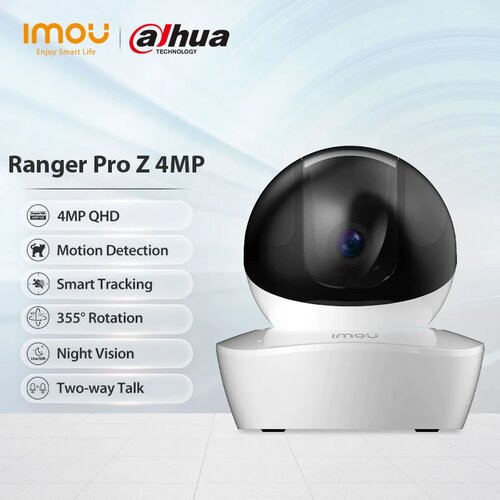 imou
Enjoy Smart Life
alhua
TECHNOLOGY
Ranger Pro Z 4MP
4MP QHD
Motion Detection
Smart Tracking
355° Rotation
Night Vision
Two-way Talk
imou